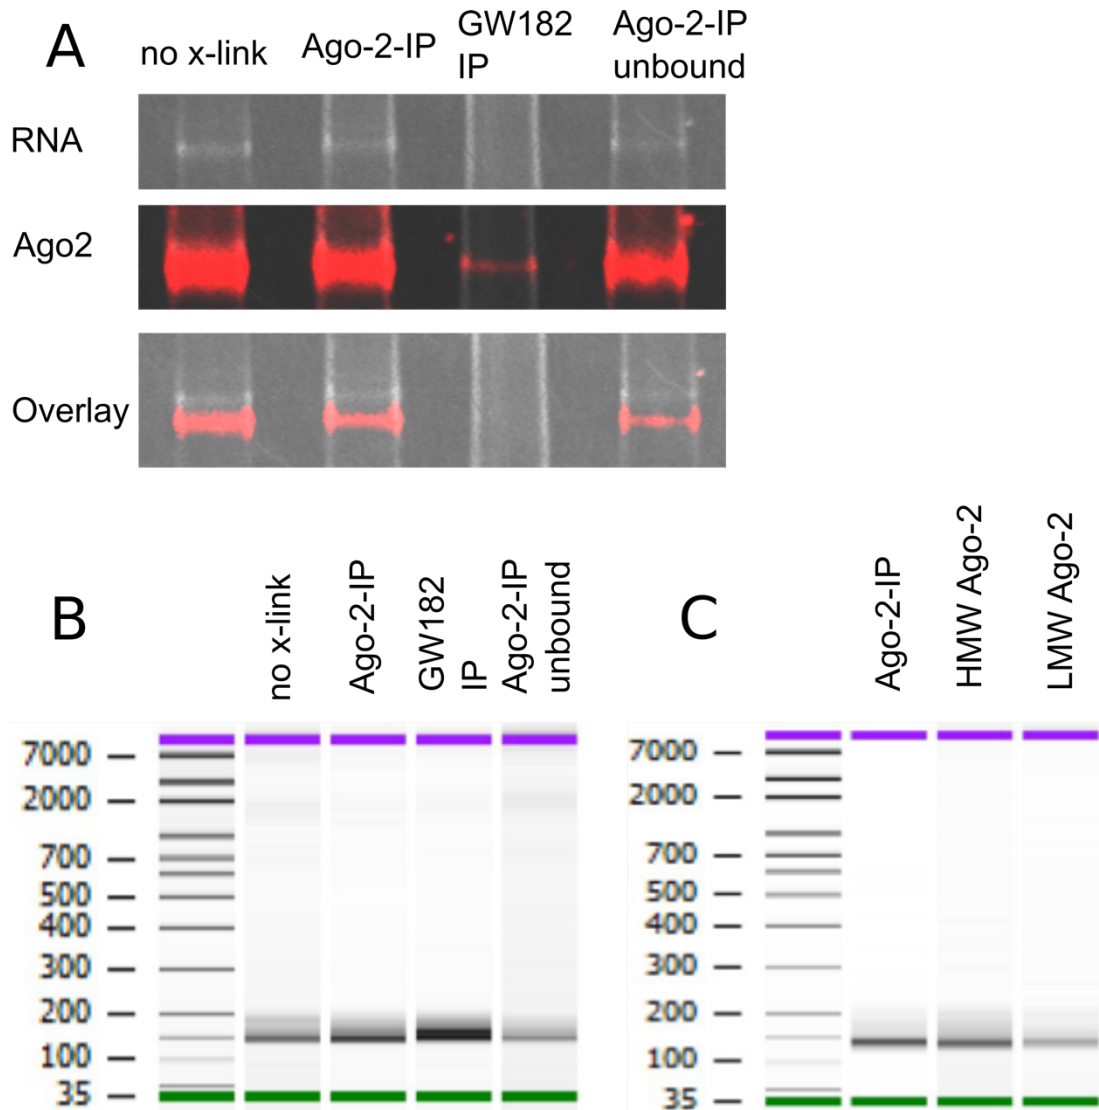 A
no x-link
Ago-2-IP
GW182
IP
Ago-2-IP
unbound
RNA
Ago2
Overlay
B
no x-link
Ago-2-IP
GW182
IP
Ago-2-IP
unbound
7000
2000
700
500
400
300
200
100
35
C
Ago-2-IP
HMW Ago-2
LMW Ago-2
7000
2000
700
500
400
300
200
100
35